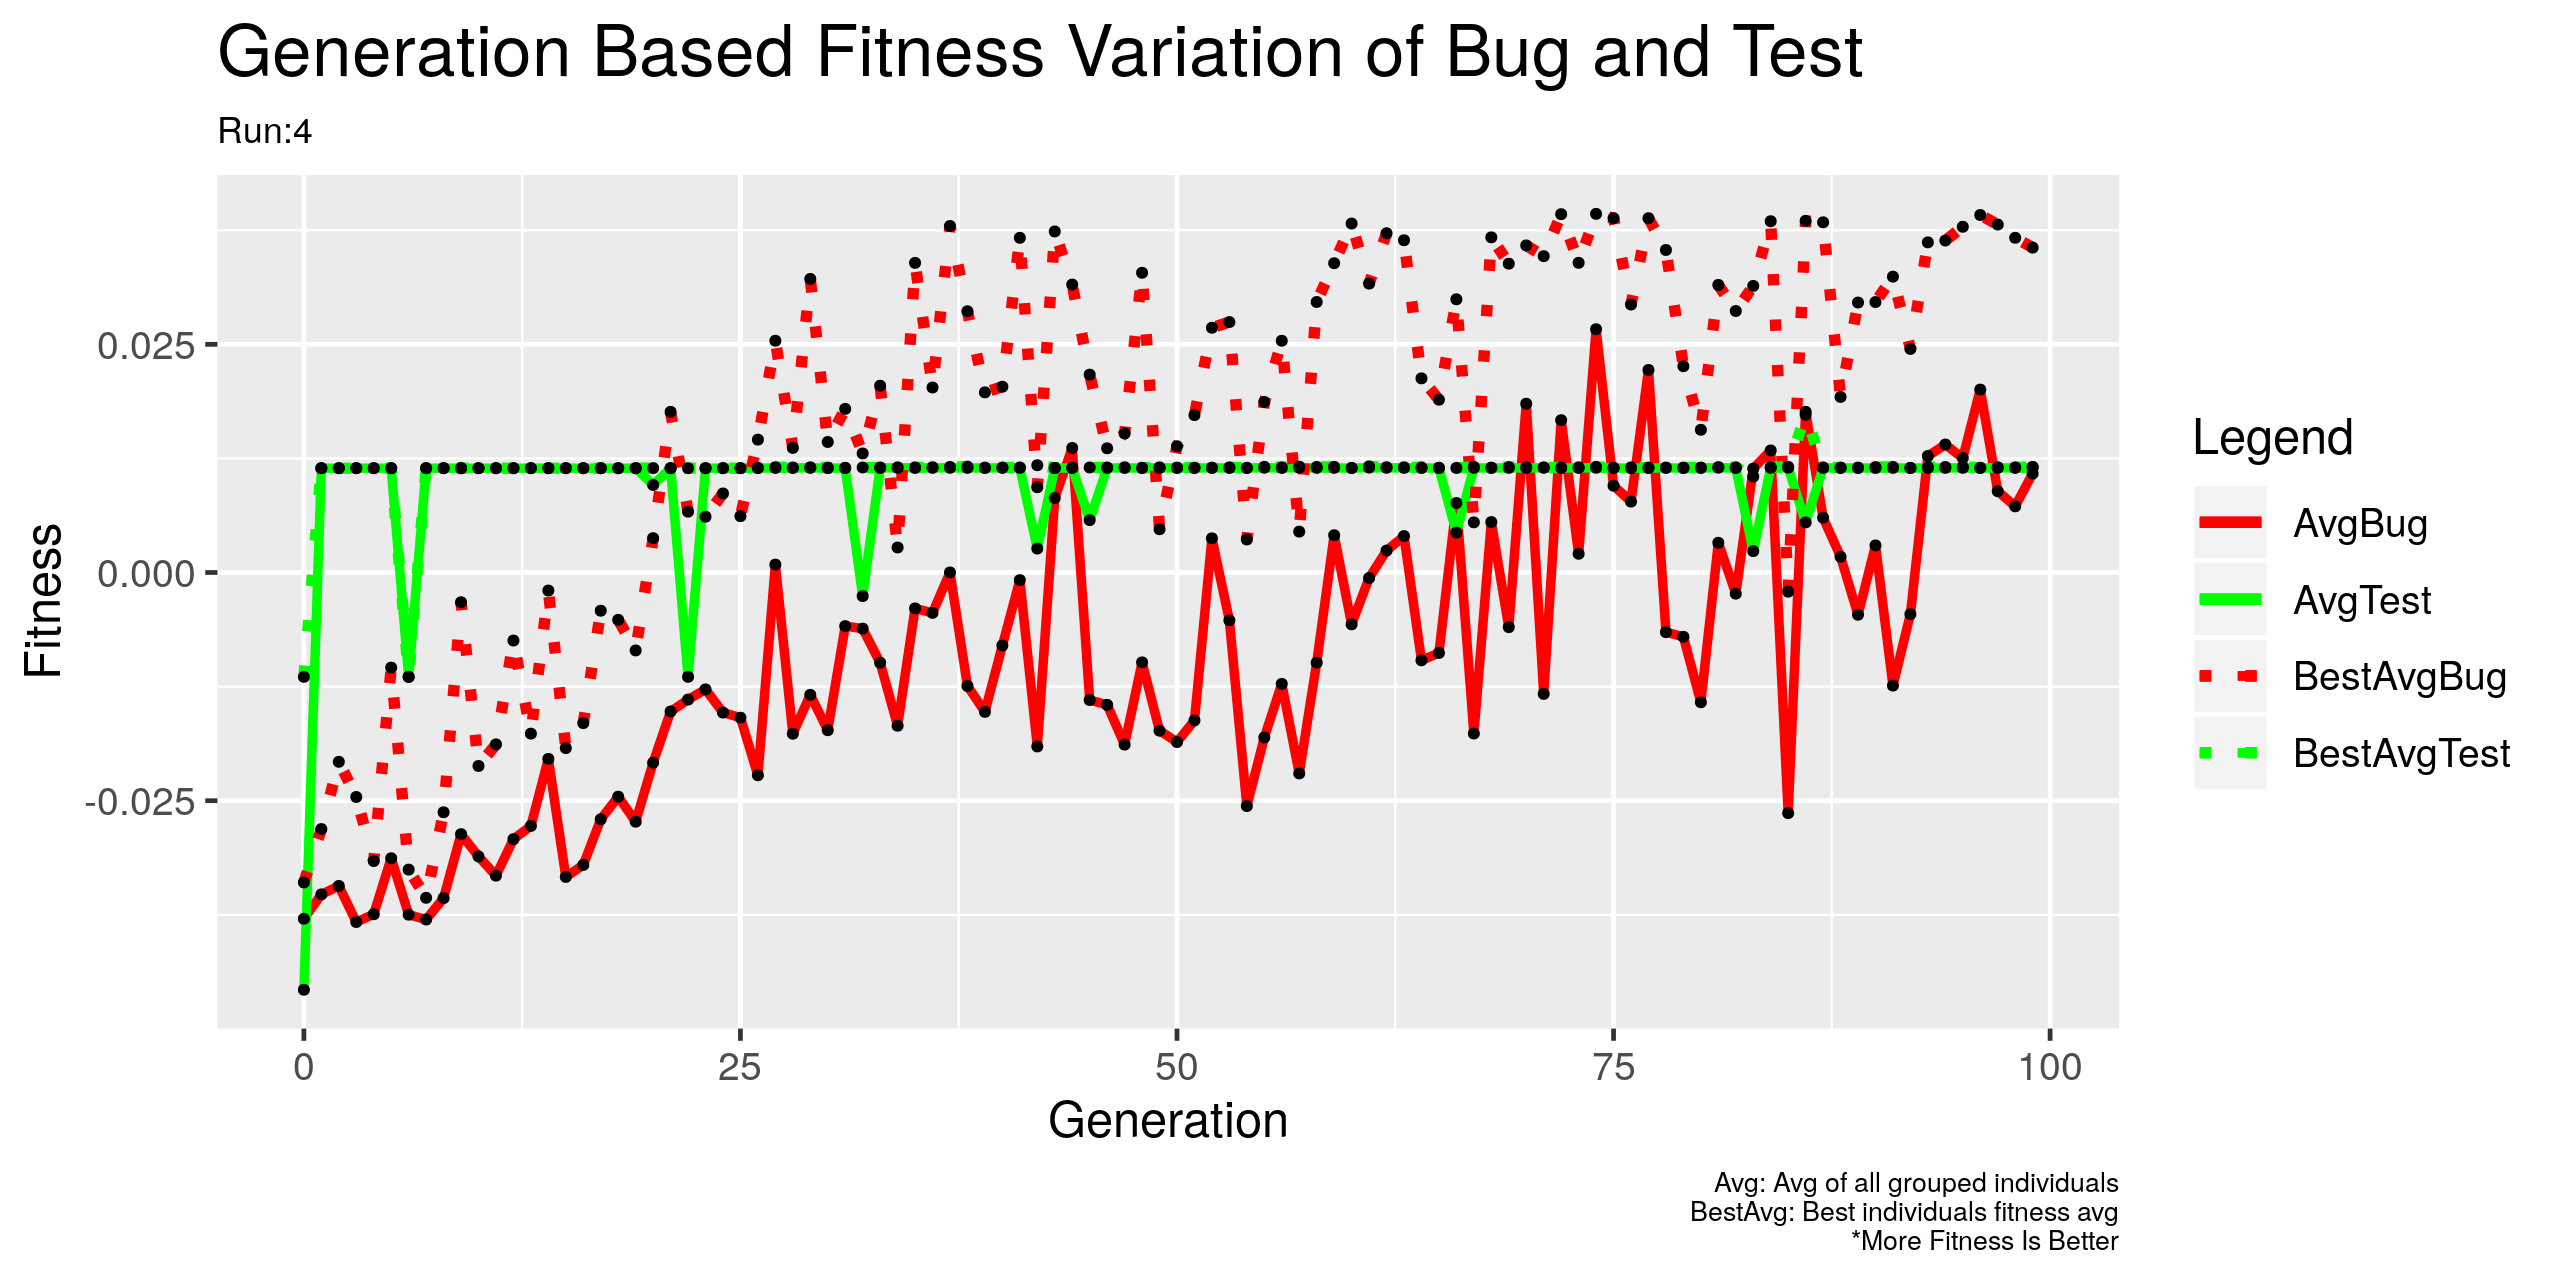 Generation Based Fitness Variation of Bug and Test
Run:4
Fitness
0.025
0.000
-0.025
0
25
50
75
100
Generation
Legend
AvgBug
AvgTest
BestAvgBug
BestAvgTest
Avg: Avg of all grouped individuals
BestAvg: Best individuals fitness avg
*More Fitness Is Better